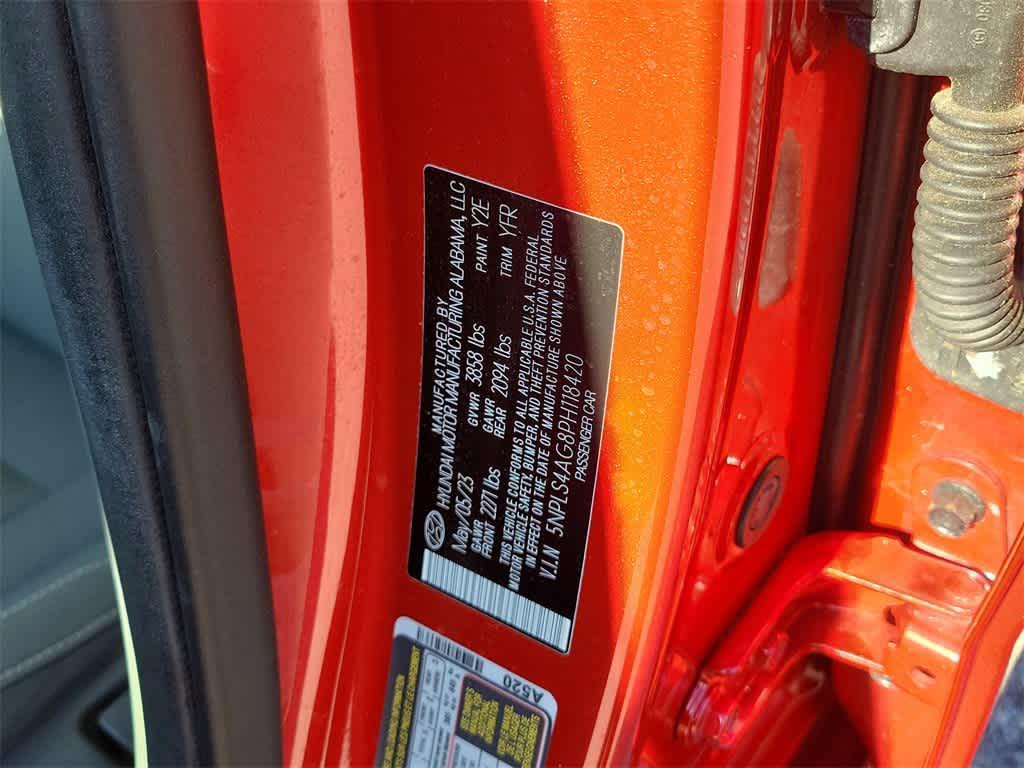 MANUFACTURED BY
HYUNDAI MOTOR MANUFACTURING ALABAMA, LLC
May/05/23 GVWR 3858 lbs PAINT Y2E
GAWR FRONT 2271 lbs GAWR REAR 2094 lbs TRIM YFR
THIS VEHICLE CONFORMS TO ALL APPLICABLE U.S.A. FEDERAL
MOTOR VEHICLE SAFETY, BUMPER, AND THEFT PREVENTION STANDARDS
IN EFFECT ON THE DATE OF MANUFACTURE SHOWN ABOVE
V.I.N 5NPLS4AG8PH118420
PASSENGER CAR
A520